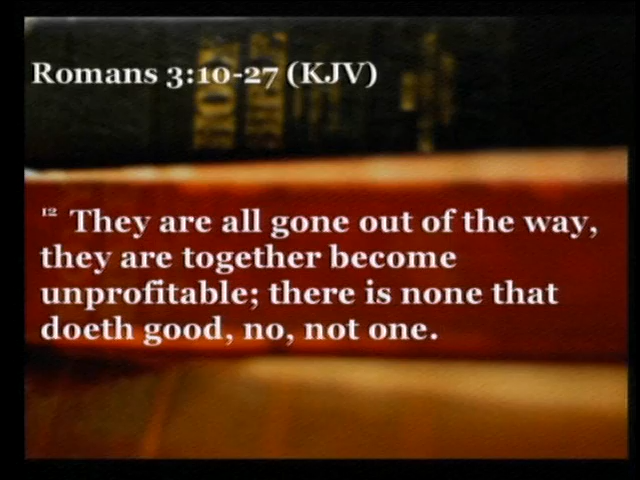 Romans 3:10-27 (KJV)
12 They are all gone out of the way,
they are together become
unprofitable; there is none that
doeth good, no, not one.